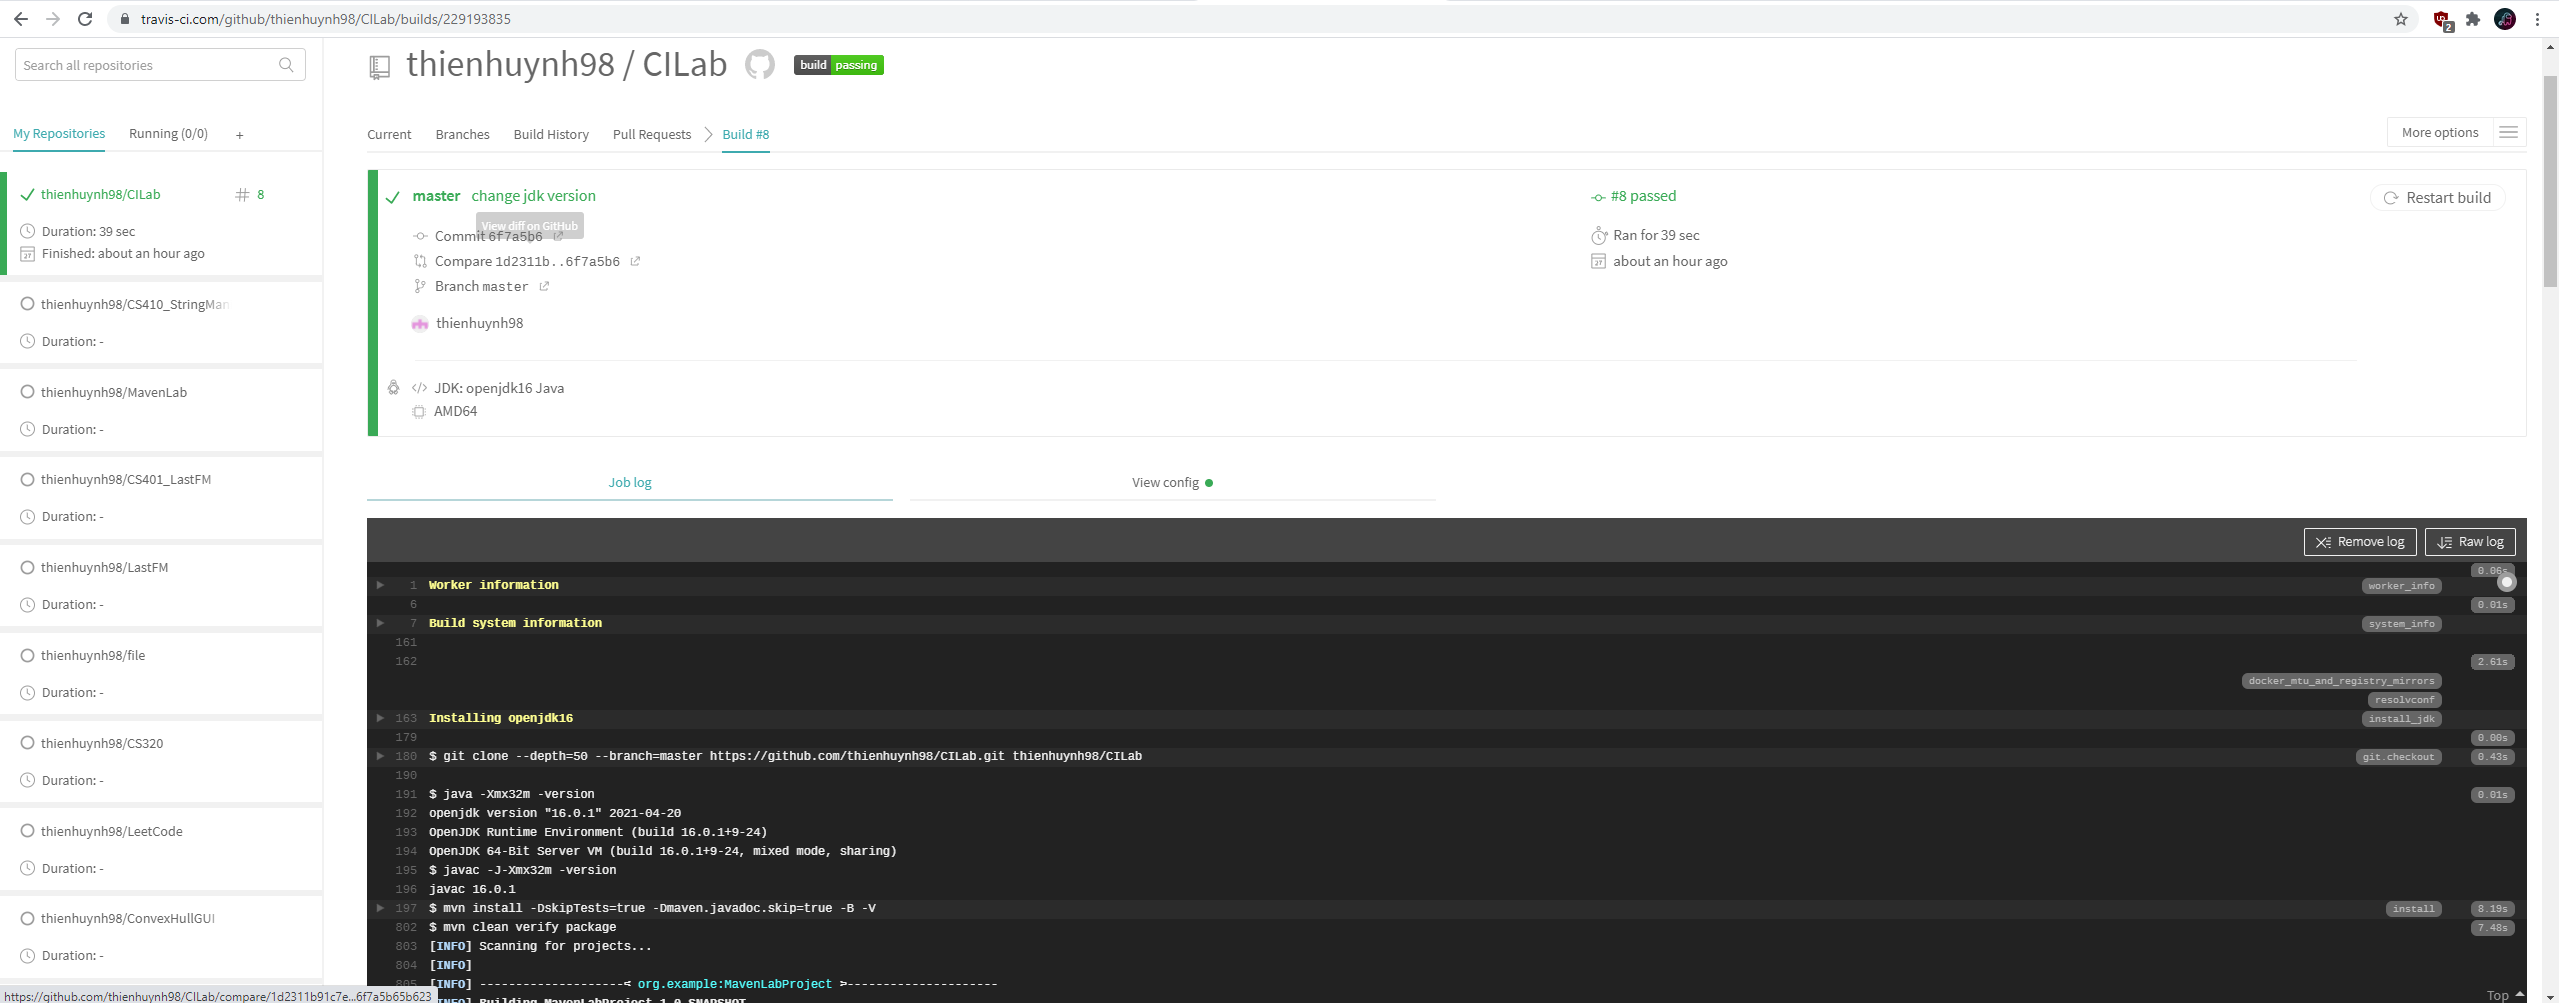 travis-ci.com/github/thienhuynh98/CILab/builds/229193835
2
Search all repositories
My Repositories
Running (0/0)
+
thienhuynh98/CILab
8
Duration: 39 sec
Finished: about an hour ago
thienhuynh98/CS410_StringMan
Duration: -
thienhuynh98/MavenLab
Duration: -
thienhuynh98/CS401_LastFM
Duration: -
thienhuynh98/LastFM
Duration: -
thienhuynh98/file
Duration: -
thienhuynh98/CS320
Duration: -
thienhuynh98/LeetCode
Duration: -
thienhuynh98/ConvexHullGUI
Duration: -
https://github.com/thienhuynh98/CILab/compare/1d2311b91c7e...6f7a5b65b623
thienhuynh98 / CILab
build passing
Current Branches Build History Pull Requests Build #8
More options
master change jdk version
View diff on GitHub
Commit 6f7a5b6
Compare 1d2311b..6f7a5b6
Branch master
thienhuynh98
#8 passed
Ran for 39 sec
about an hour ago
Restart build
JDK: openjdk16 Java
AMD64
Job log
View config
Remove log
Raw log
0.06s
1 Worker information worker_info
6 0.01s
7 Build system information system_info
161
162 2.61s
docker_mtu_and_registry_mirrors
resolvconf
163 Installing openjdk16 install_jdk
179 0.00s
180 $ git clone --depth=50 --branch=master https://github.com/thienhuynh98/CILab.git thienhuynh98/CILab git.checkout 0.43s
190
191 $ java -Xmx32m -version 0.01s
192 openjdk version "16.0.1" 2021-04-20
193 OpenJDK Runtime Environment (build 16.0.1+9-24)
194 OpenJDK 64-Bit Server VM (build 16.0.1+9-24, mixed mode, sharing)
195 $ javac -J-Xmx32m -version
196 javac 16.0.1
197 $ mvn install -DskipTests=true -Dmaven.javadoc.skip=true -B -V install 8.19s
802 $ mvn clean verify package 7.48s
803 [INFO] Scanning for projects...
804 [INFO]
805 [INFO] --------------------< org.example:MavenLabProject >---------------------
[INFO] Building MavenLabProject 1.0-SNAPSHOT
Top